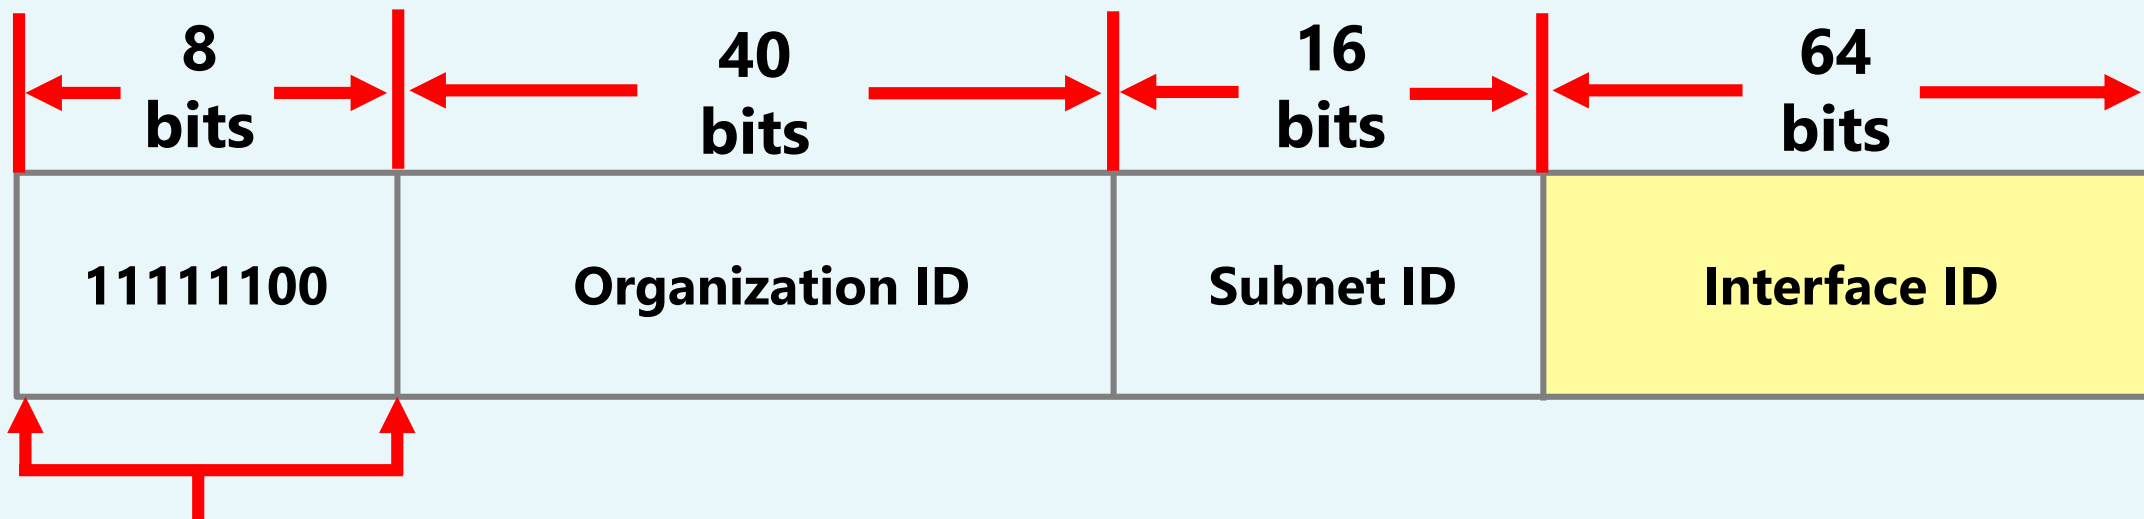 8
bits
40
bits
16
bits
64
bits
11111100
Organization ID
Subnet ID
Interface ID